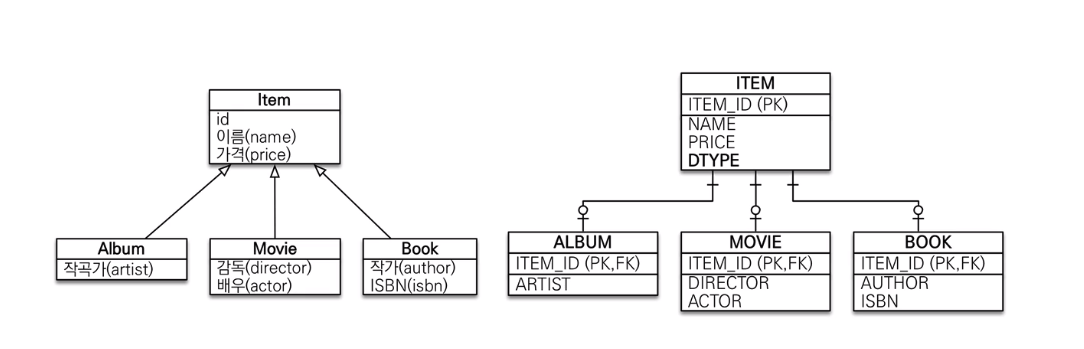 Item
id
이름(name)
가격(price)
Album
작곡가(artist)
Movie
감독(director)
배우(actor)
Book
작가(author)
ISBN(isbn)
ITEM
ITEM_ID (PK)
NAME
PRICE
DTYPE
ALBUM
ITEM_ID (PK,FK)
ARTIST
MOVIE
ITEM_ID (PK,FK)
DIRECTOR
ACTOR
BOOK
ITEM_ID (PK,FK)
AUTHOR
ISBN